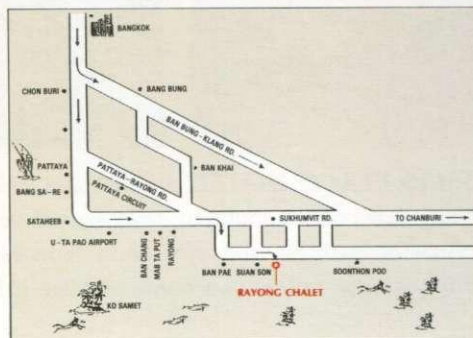 BANGKOK
CHON BURI
BANG BUNG
BAN BUNG - KLANG RD.
PATTAYA
PATTAYA - RAYONG RD.
PATTAYA CIRCUIT
BAN KHAI
BANG SA - RE
SATAHEEB
SUKHUMVIT RD.
TO CHANBURI
U - TA PAO AIRPORT
BAN CHANG
MAB TA PUT
RAYONG
BAN PAE
SUAN SON
SOONTHON POO
RAYONG CHALET
KO SAMET